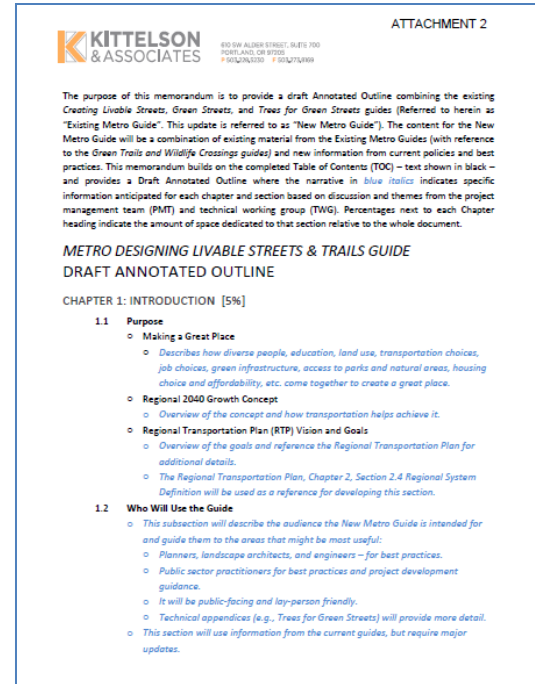 ATTACHMENT 2
KITTELSON
& ASSOCIATES
610 SW ALDER STREET, SUITE 700
PORTLAND, OR 97205
P 503.228.5230 F 503.273.8169
The purpose of this memorandum is to provide a draft Annotated Outline combining the existing
Creating Livable Streets, Green Streets, and Trees for Green Streets guides (Referred to herein as
"Existing Metro Guide". This update is referred to as "New Metro Guide"). The content for the New
Metro Guide will be a combination of existing material from the Existing Metro Guides (with reference
to the Green Trails and Wildlife Crossings guides) and new information from current policies and best
practices. This memorandum builds on the completed Table of Contents (TOC) – text shown in black –
and provides a Draft Annotated Outline where the narrative in blue italics indicates specific
information anticipated for each chapter and section based on discussion and themes from the project
management team (PMT) and technical working group (TWG). Percentages next to each Chapter
heading indicate the amount of space dedicated to that section relative to the whole document.
METRO DESIGNING LIVABLE STREETS & TRAILS GUIDE
DRAFT ANNOTATED OUTLINE
CHAPTER 1: INTRODUCTION [5%]
1.1 Purpose
o Making a Great Place
o Describes how diverse people, education, land use, transportation choices,
job choices, green infrastructure, access to parks and natural areas, housing
choice and affordability, etc. come together to create a great place.
o Regional 2040 Growth Concept
o Overview of the concept and how transportation helps achieve it.
o Regional Transportation Plan (RTP) Vision and Goals
o Overview of the goals and reference the Regional Transportation Plan for
additional details.
o The Regional Transportation Plan, Chapter 2, Section 2.4 Regional System
Definition will be used as a reference for developing this section.
1.2 Who Will Use the Guide
o This subsection will describe the audience the New Metro Guide is intended for
and guide them to the areas that might be most useful:
o Planners, landscape architects, and engineers – for best practices.
o Public sector practitioners for best practices and project development
guidance.
o It will be public-facing and lay-person friendly.
o Technical appendices (e.g., Trees for Green Streets) will provide more detail.
o This section will use information from the current guides, but require major
updates.